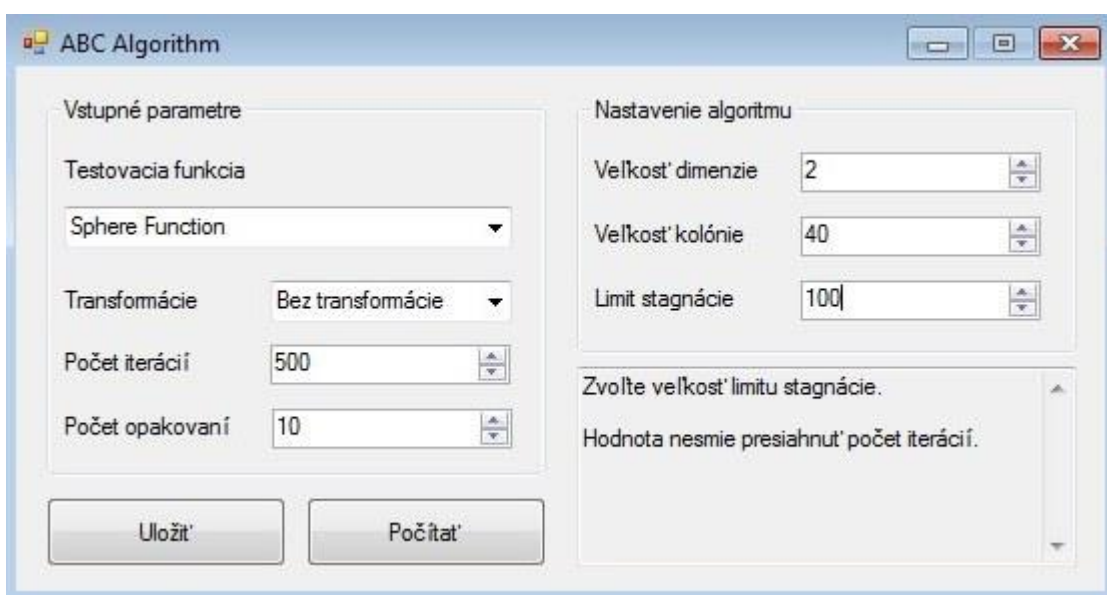 ABC Algorithm
Vstupné parametre
Testovacia funkcia
Sphere Function
Transformácie
Bez transformácie
Počet iterácií
500
Počet opakovaní
10
Uložiť
Počítať
Nastavenie algoritmu
Veľkosť dimenzie
2
Veľkosť kolónie
40
Limit stagnácie
100
Zvoľte veľkosť limitu stagnácie.
Hodnota nesmie presiahnuť počet iterácií.